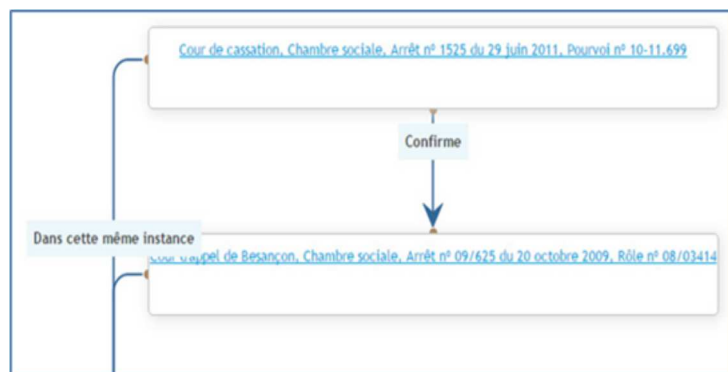 Cour de cassation, Chambre sociale, Arrêt nº 1525 du 29 juin 2011, Pourvoi nº 10-11.699
Confirme
Dans cette même instance
Cour d'appel de Besançon, Chambre sociale, Arrêt nº 09/625 du 20 octobre 2009, Rôle nº 08/03414